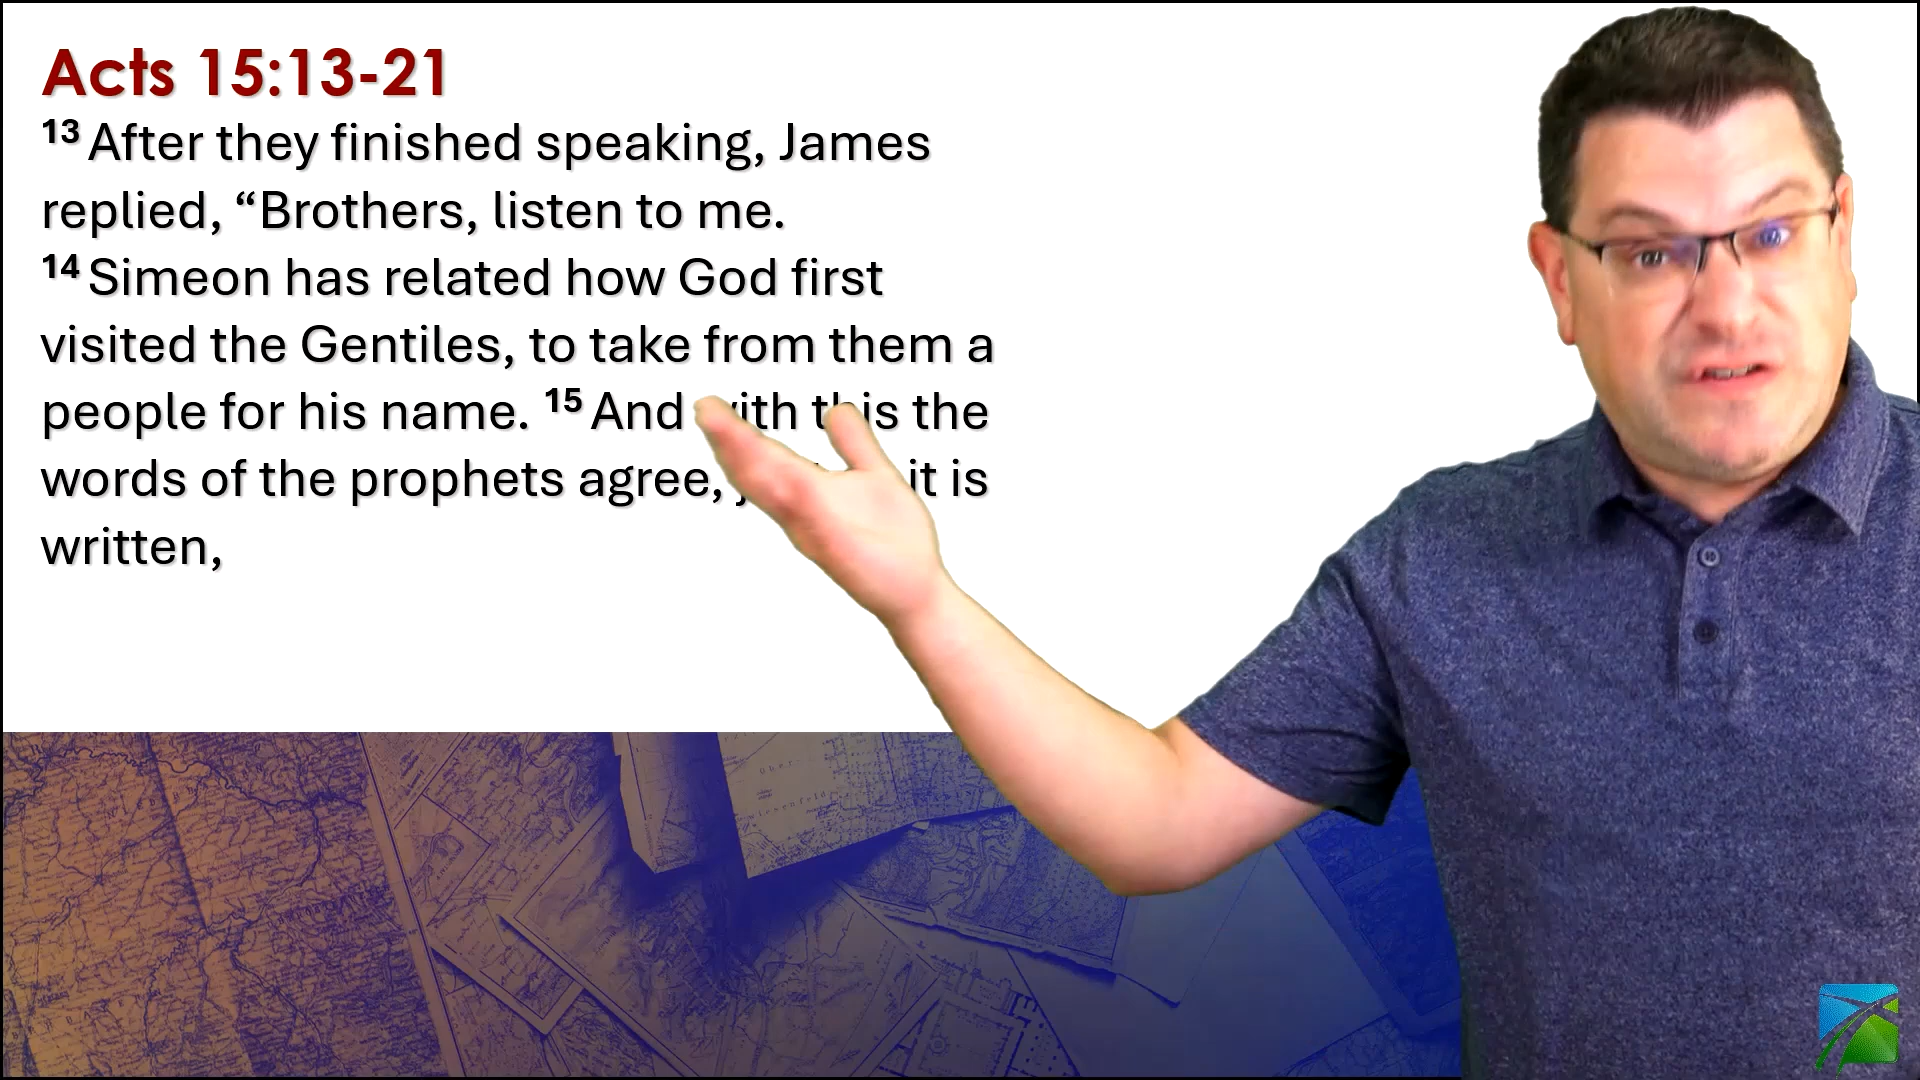 Acts 15:13-21
13 After they finished speaking, James
replied, “Brothers, listen to me.
14 Simeon has related how God first
visited the Gentiles, to take from them a
people for his name. 15 And with this the
words of the prophets agree, it is
written,